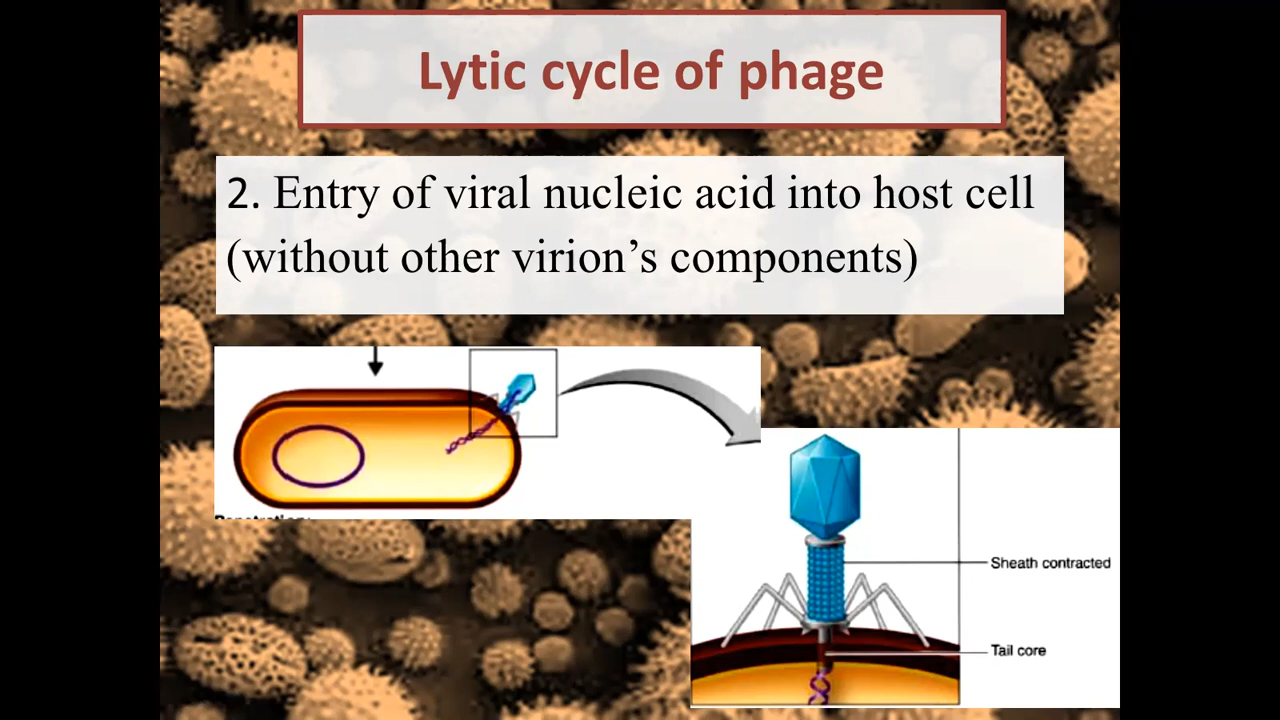 Lytic cycle of phage
2. Entry of viral nucleic acid into host cell
(without other virion’s components)
Sheath contracted
Tail core